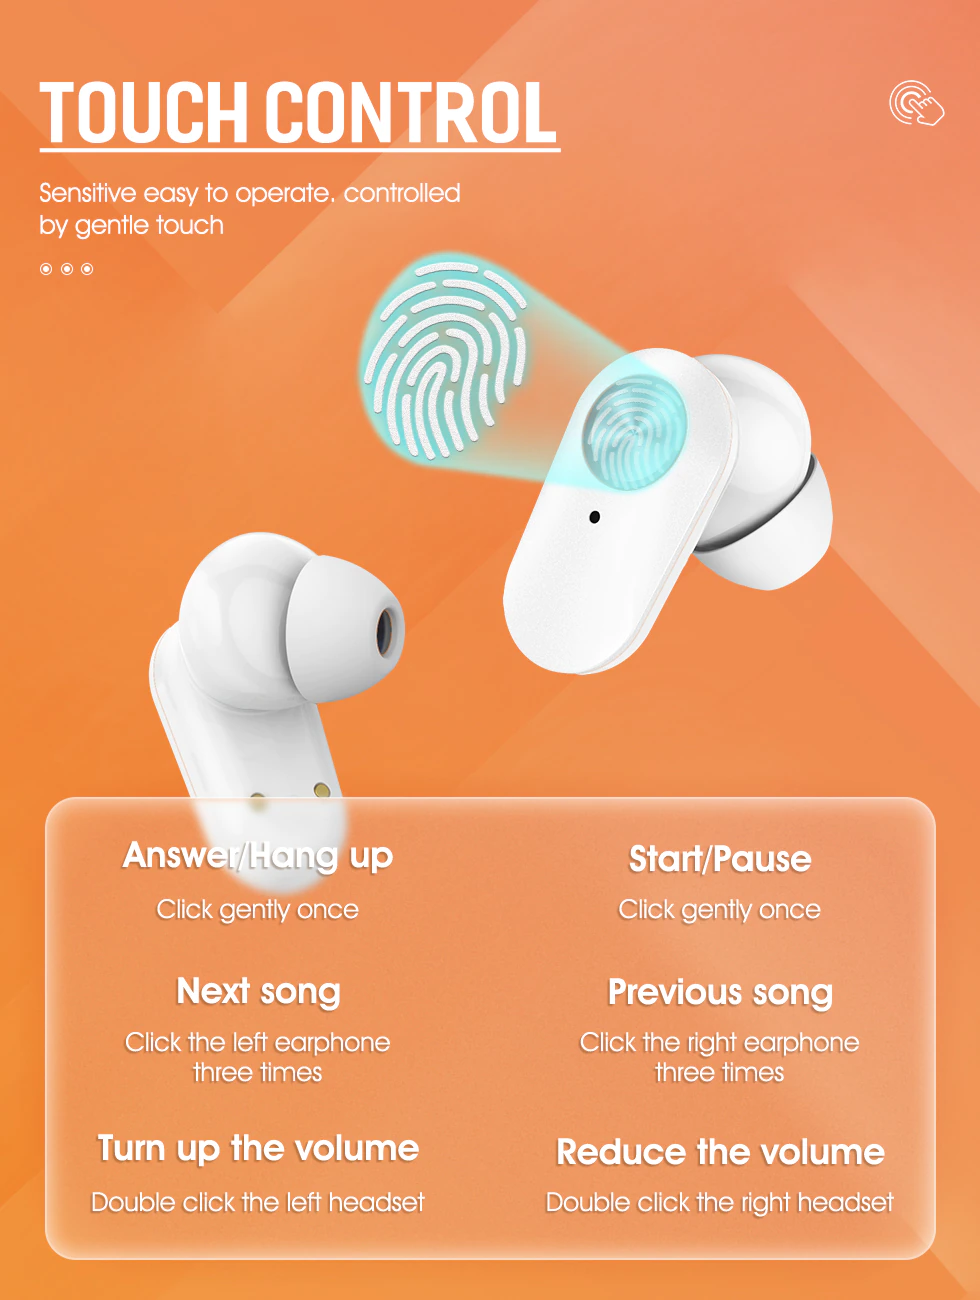 TOUCH CONTROL
Sensitive easy to operate. controlled
by gentle touch
Answer/Hang up
Click gently once
Start/Pause
Click gently once
Next song
Click the left earphone
three times
Previous song
Click the right earphone
three times
Turn up the volume
Double click the left headset
Reduce the volume
Double click the right headset